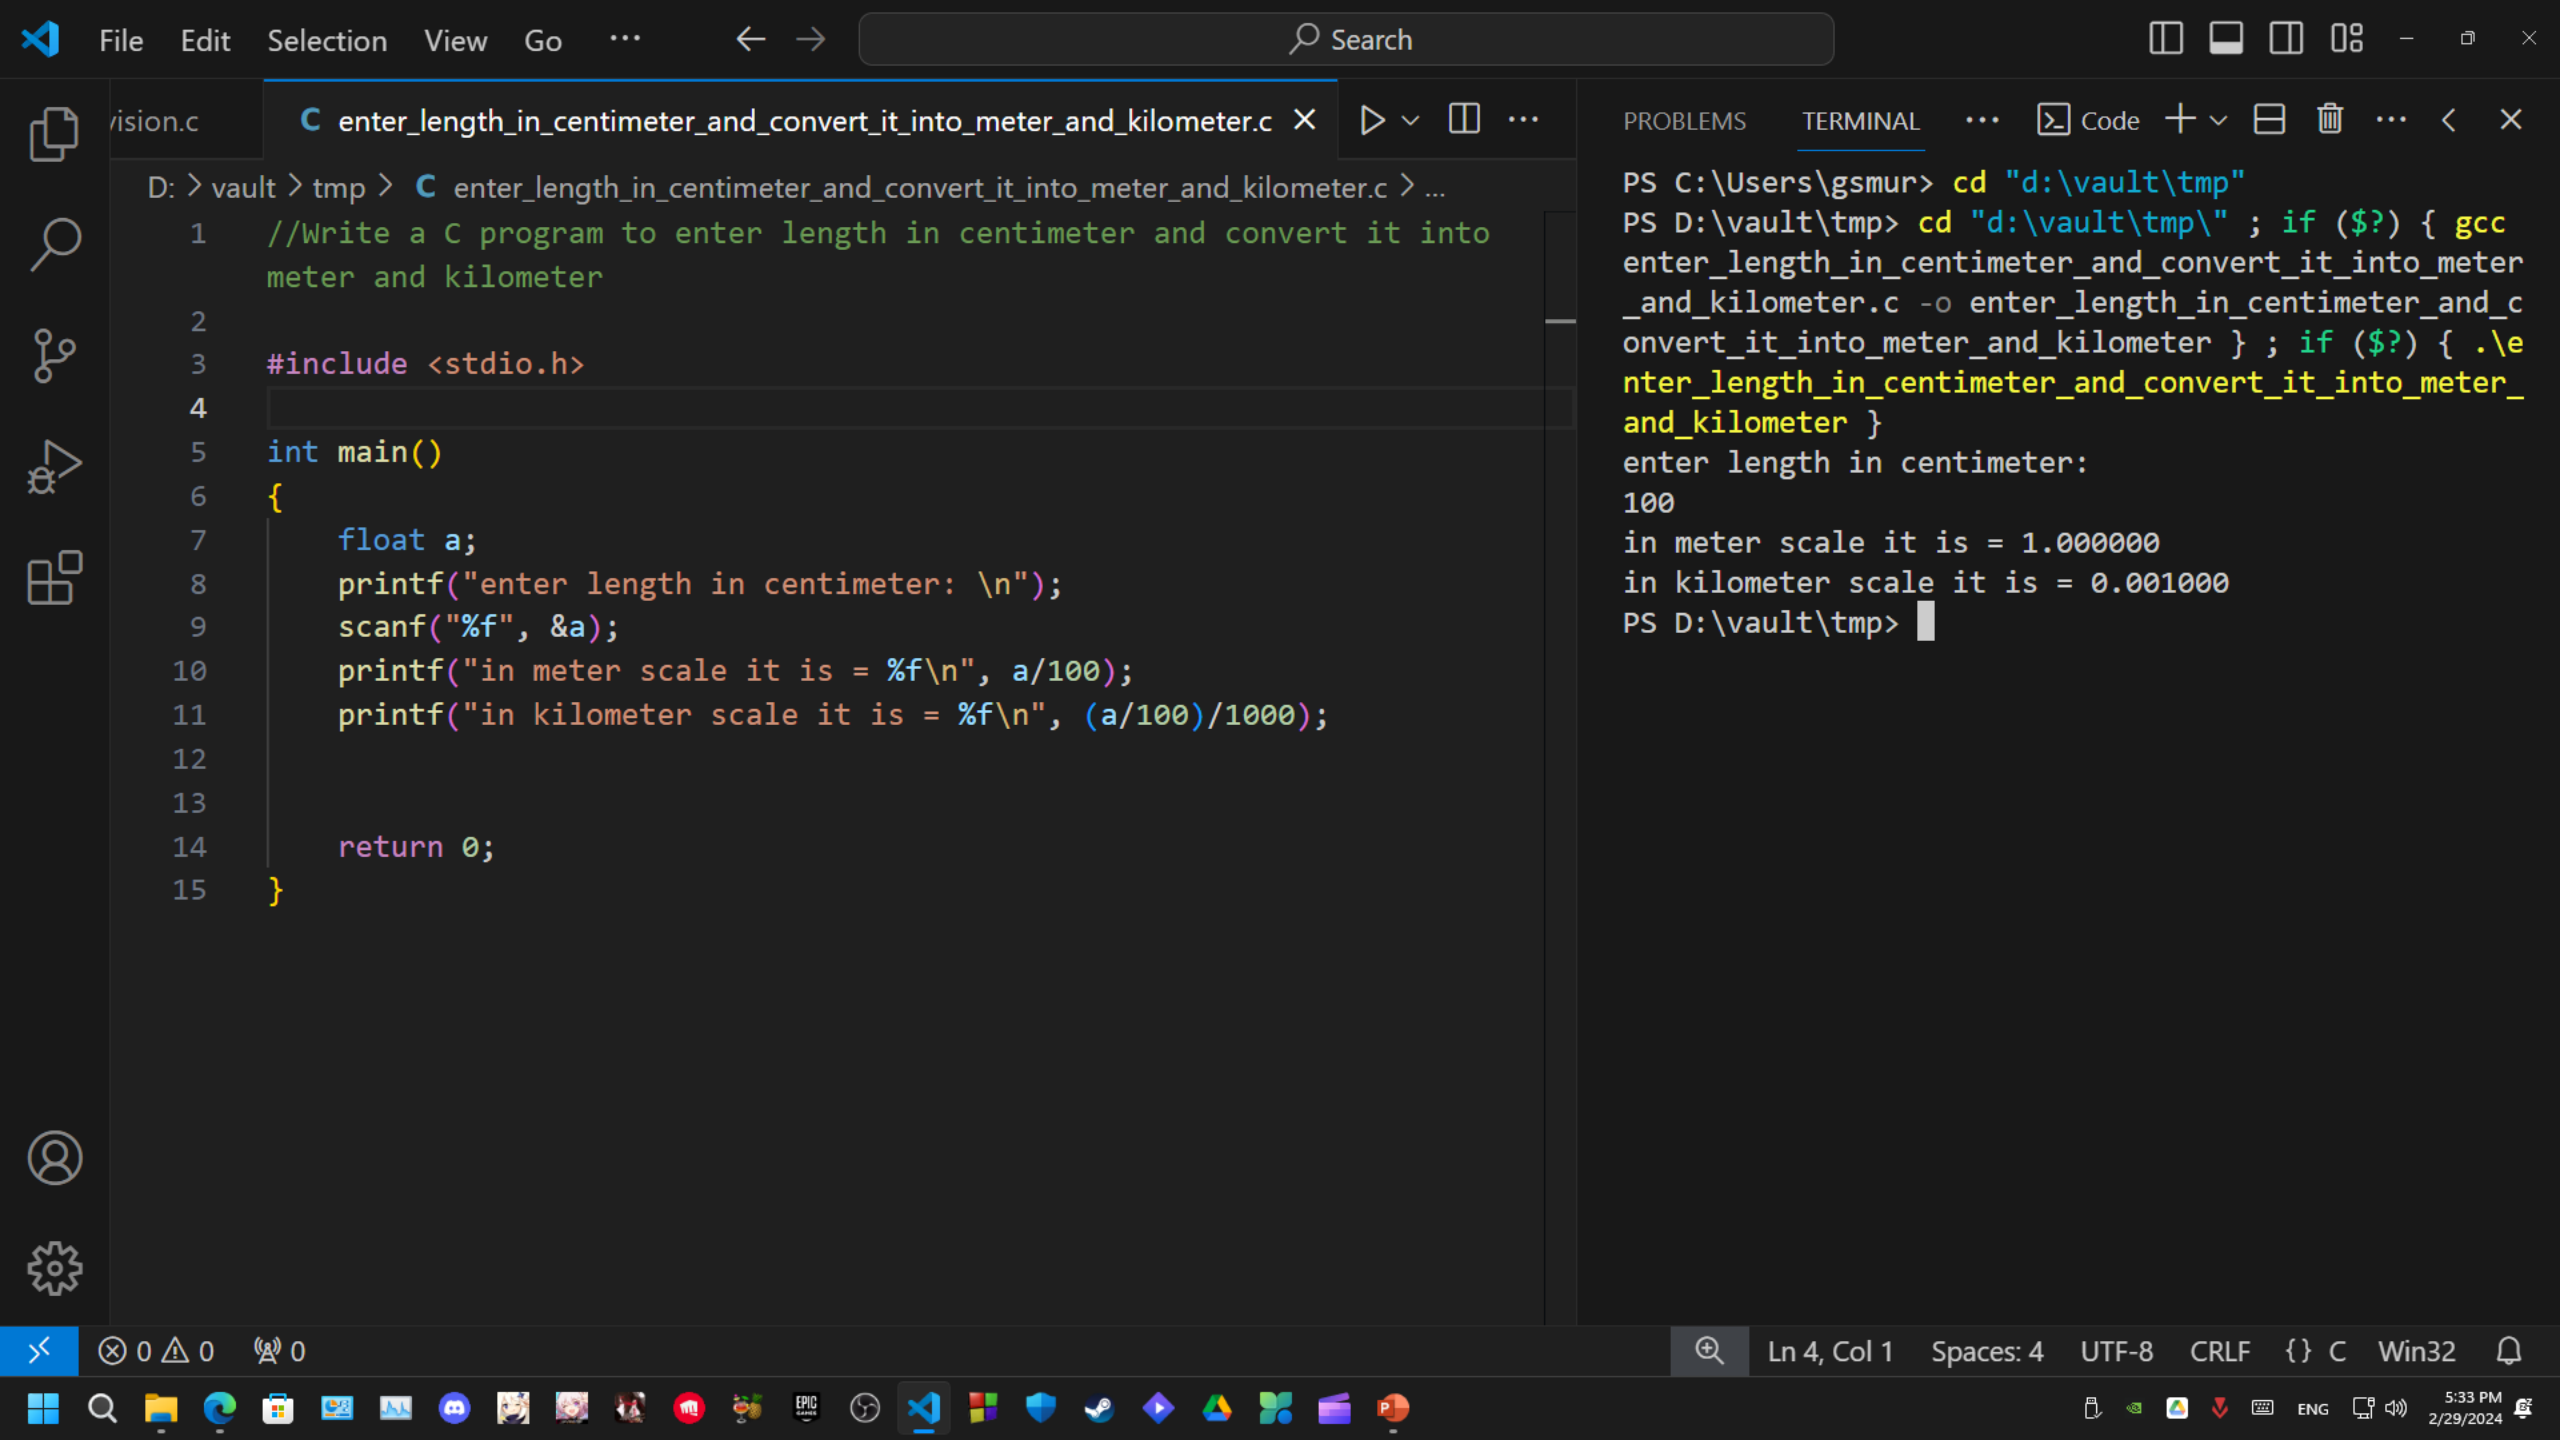 File Edit Selection View Go ··· Search
vision.c
C enter_length_in_centimeter_and_convert_it_into_meter_and_kilometer.c
D: > vault > tmp > C enter_length_in_centimeter_and_convert_it_into_meter_and_kilometer.c > ...
1 //Write a C program to enter length in centimeter and convert it into
meter and kilometer
2
3 #include <stdio.h>
4
5 int main()
6 {
7 float a;
8 printf("enter length in centimeter: \n");
9 scanf("%f", &a);
10 printf("in meter scale it is = %f\n", a/100);
11 printf("in kilometer scale it is = %f\n", (a/100)/1000);
12
13
14 return 0;
15 }
PROBLEMS TERMINAL ··· Code
PS C:\Users\gsmur> cd "d:\vault\tmp"
PS D:\vault\tmp> cd "d:\vault\tmp\" ; if ($?) { gcc
enter_length_in_centimeter_and_convert_it_into_meter
_and_kilometer.c -o enter_length_in_centimeter_and_c
onvert_it_into_meter_and_kilometer } ; if ($?) { .\e
nter_length_in_centimeter_and_convert_it_into_meter_
and_kilometer }
enter length in centimeter:
100
in meter scale it is = 1.000000
in kilometer scale it is = 0.001000
PS D:\vault\tmp>
0 0 0
Ln 4, Col 1 Spaces: 4 UTF-8 CRLF {} C Win32
EPIC GAMES
ENG
5:33 PM
2/29/2024